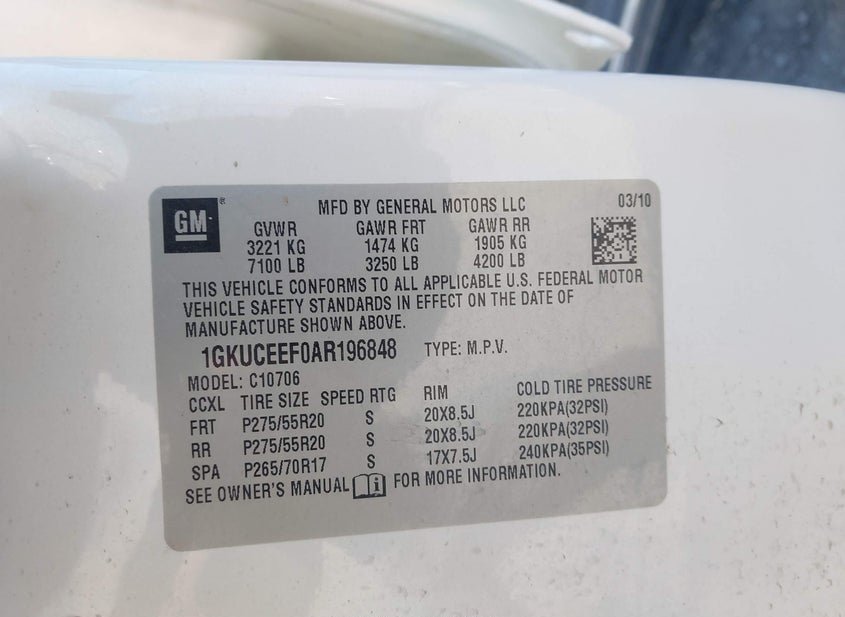 GM ® MFD BY GENERAL MOTORS LLC 03/10
GVWR GAWR FRT GAWR RR
3221 KG 1474 KG 1905 KG
7100 LB 3250 LB 4200 LB
THIS VEHICLE CONFORMS TO ALL APPLICABLE U.S. FEDERAL MOTOR
VEHICLE SAFETY STANDARDS IN EFFECT ON THE DATE OF
MANUFACTURE SHOWN ABOVE.
1GKUCEEF0AR196848 TYPE: M.P.V.
MODEL: C10706
CCXL TIRE SIZE SPEED RTG RIM COLD TIRE PRESSURE
FRT P275/55R20 S 20X8.5J 220KPA(32PSI)
RR P275/55R20 S 20X8.5J 220KPA(32PSI)
SPA P265/70R17 S 17X7.5J 240KPA(35PSI)
SEE OWNER'S MANUAL FOR MORE INFORMATION.